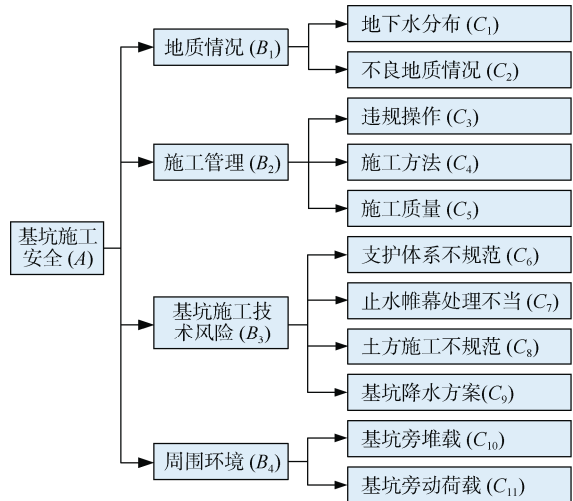 基坑施工
安全 (A)
地质情况 (B₁)
地下水分布 (C₁)
不良地质情况 (C₂)
施工管理 (B₂)
违规操作 (C₃)
施工方法 (C₄)
施工质量 (C₅)
基坑施工技
术风险 (B₃)
支护体系不规范 (C₆)
止水帷幕处理不当 (C₇)
土方施工不规范 (C₈)
基坑降水方案(C₉)
周围环境 (B₄)
基坑旁堆载 (C₁₀)
基坑旁动荷载 (C₁₁)